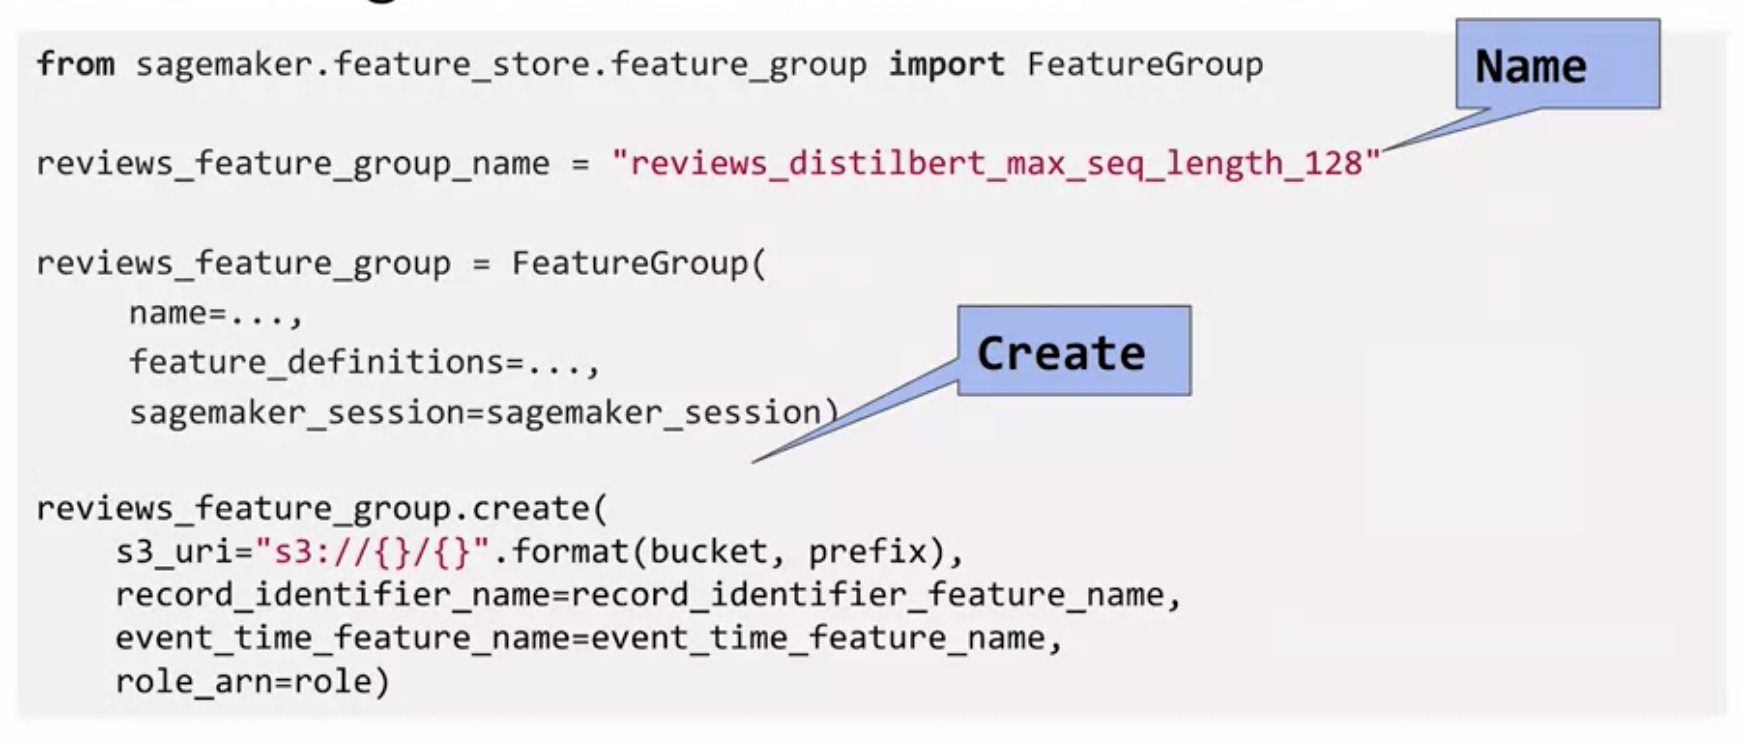 from sagemaker.feature_store.feature_group import FeatureGroup
Name
reviews_feature_group_name = "reviews_distilbert_max_seq_length_128"
reviews_feature_group = FeatureGroup(
name=...,
feature_definitions=...,
sagemaker_session=sagemaker_session)
Create
reviews_feature_group.create(
s3_uri="s3://{}/{}".format(bucket, prefix),
record_identifier_name=record_identifier_feature_name,
event_time_feature_name=event_time_feature_name,
role_arn=role)